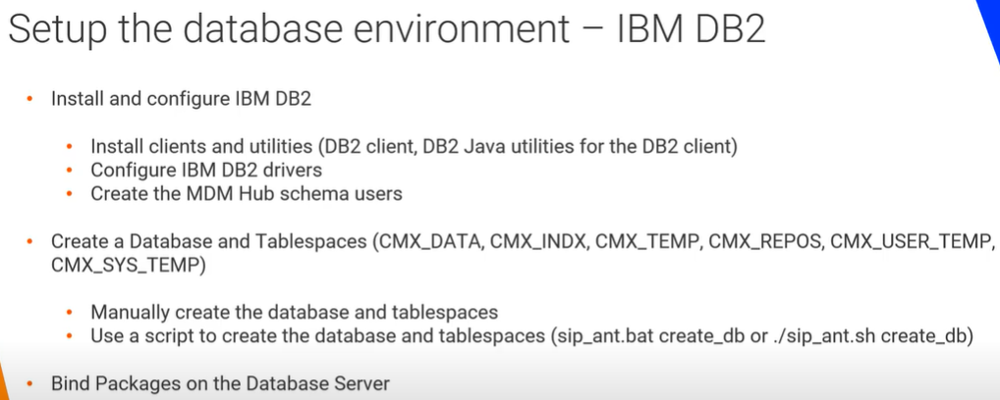 Setup the database environment – IBM DB2
• Install and configure IBM DB2
• Install clients and utilities (DB2 client, DB2 Java utilities for the DB2 client)
• Configure IBM DB2 drivers
• Create the MDM Hub schema users
• Create a Database and Tablespaces (CMX_DATA, CMX_INDX, CMX_TEMP, CMX_REPOS, CMX_USER_TEMP,
CMX_SYS_TEMP)
• Manually create the database and tablespaces
• Use a script to create the database and tablespaces (sip_ant.bat create_db or ./sip_ant.sh create_db)
• Bind Packages on the Database Server